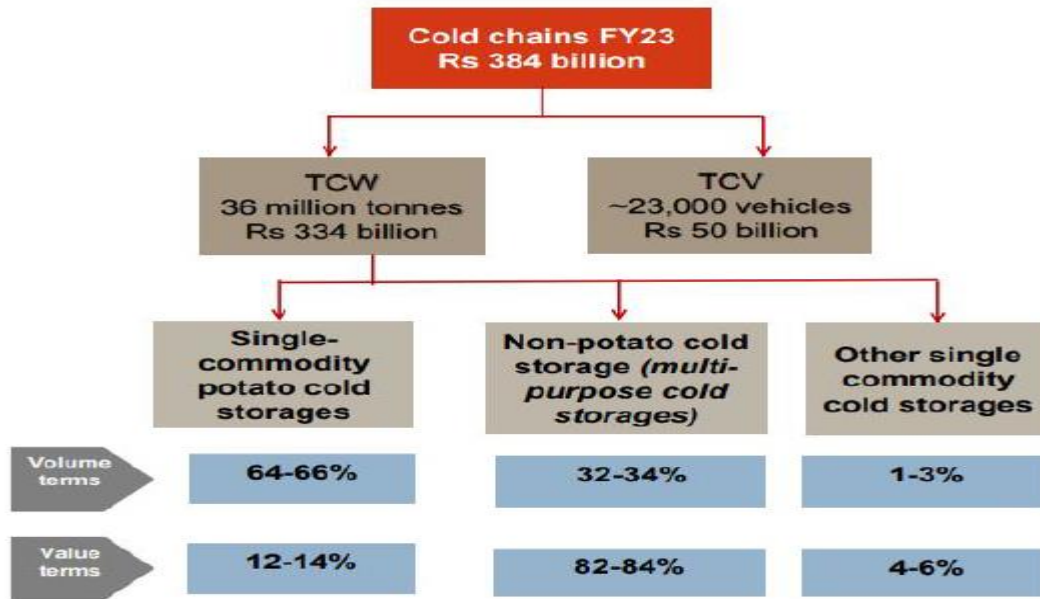 Cold chains FY23
Rs 384 billion
TCW
36 million tonnes
Rs 334 billion
TCV
~23,000 vehicles
Rs 50 billion
Single-
commodity
potato cold
storages
Non-potato cold
storage (multi-
purpose cold
storages)
Other single
commodity
cold storages
Volume
terms
64-66%
32-34%
1-3%
Value
terms
12-14%
82-84%
4-6%